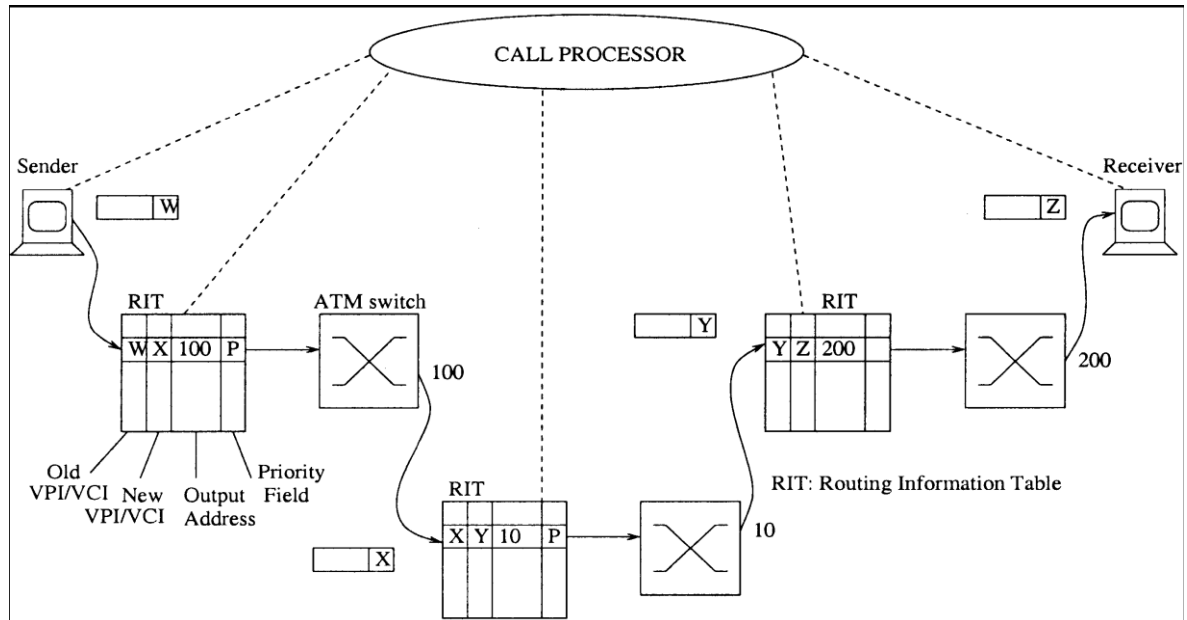 CALL PROCESSOR
Sender
Receiver
W
Z
RIT
ATM switch
Y
RIT
W X 100 P
100
Y Z 200
200
Old
VPI/VCI
New
VPI/VCI
Output
Address
Priority
Field
RIT: Routing Information Table
RIT
X Y 10 P
10
X